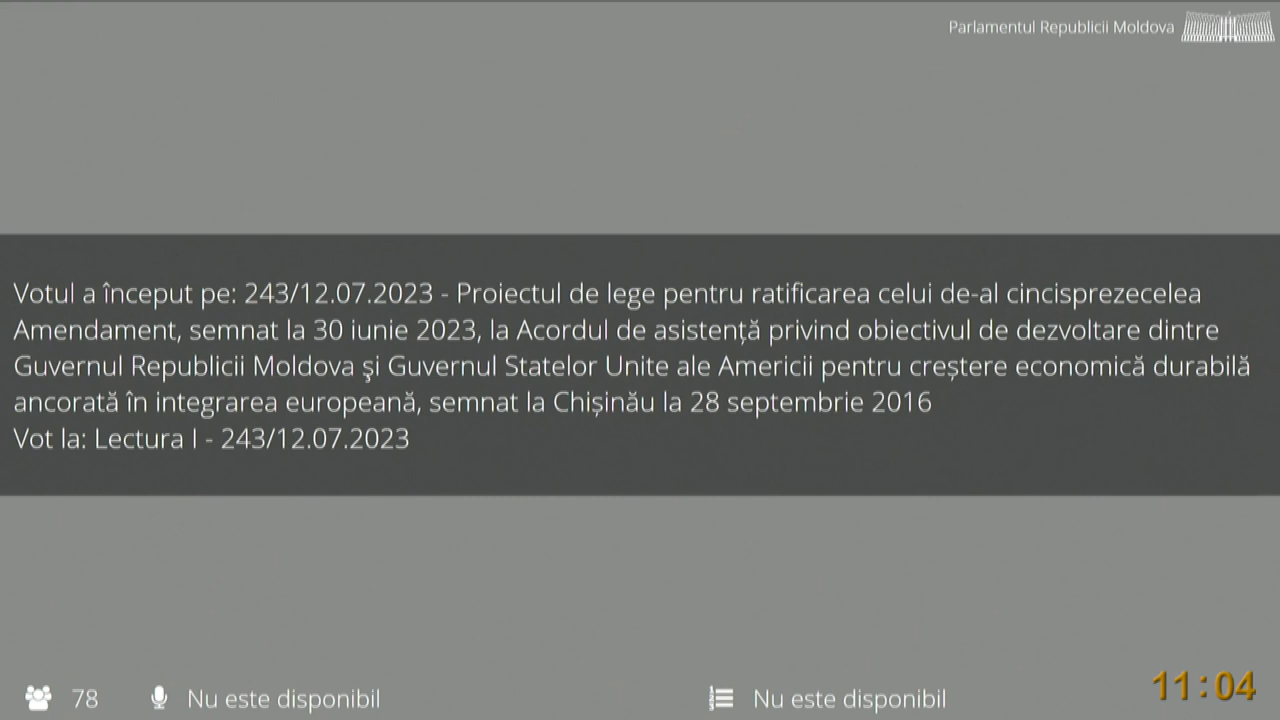 Parlamentul Republicii Moldova
Votul a început pe: 243/12.07.2023 - Proiectul de lege pentru ratificarea celui de-al cincisprezecelea
Amendament, semnat la 30 iunie 2023, la Acordul de asistență privind obiectivul de dezvoltare dintre
Guvernul Republicii Moldova şi Guvernul Statelor Unite ale Americii pentru creștere economică durabilă
ancorată în integrarea europeană, semnat la Chișinău la 28 septembrie 2016
Vot la: Lectura I - 243/12.07.2023
78 Nu este disponibil Nu este disponibil 11:04